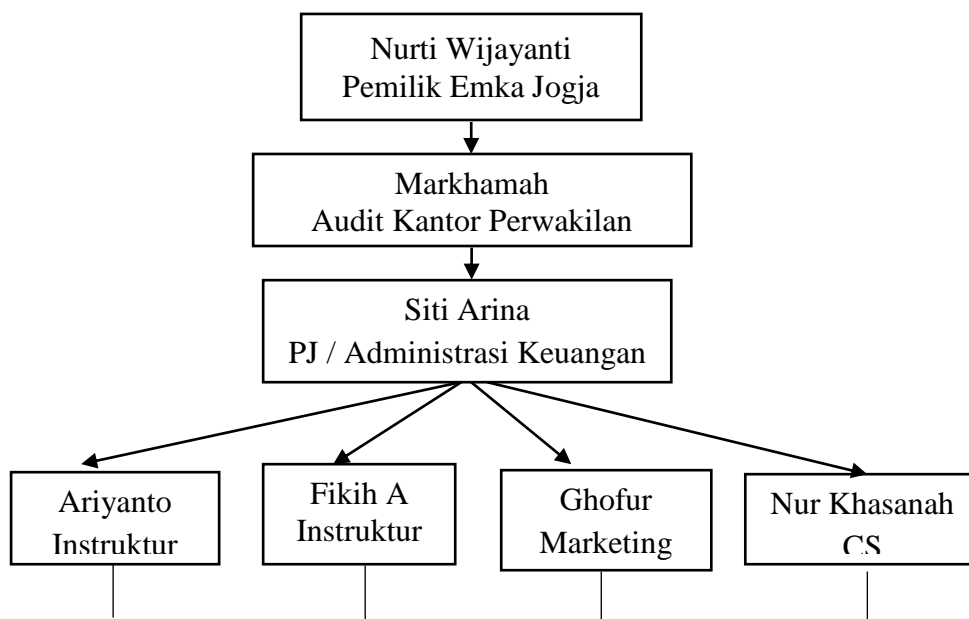 Nurti Wijayanti
Pemilik Emka Jogja
Markhamah
Audit Kantor Perwakilan
Siti Arina
PJ / Administrasi Keuangan
Ariyanto
Instruktur
Fikih A
Instruktur
Ghofur
Marketing
Nur Khasanah
CS